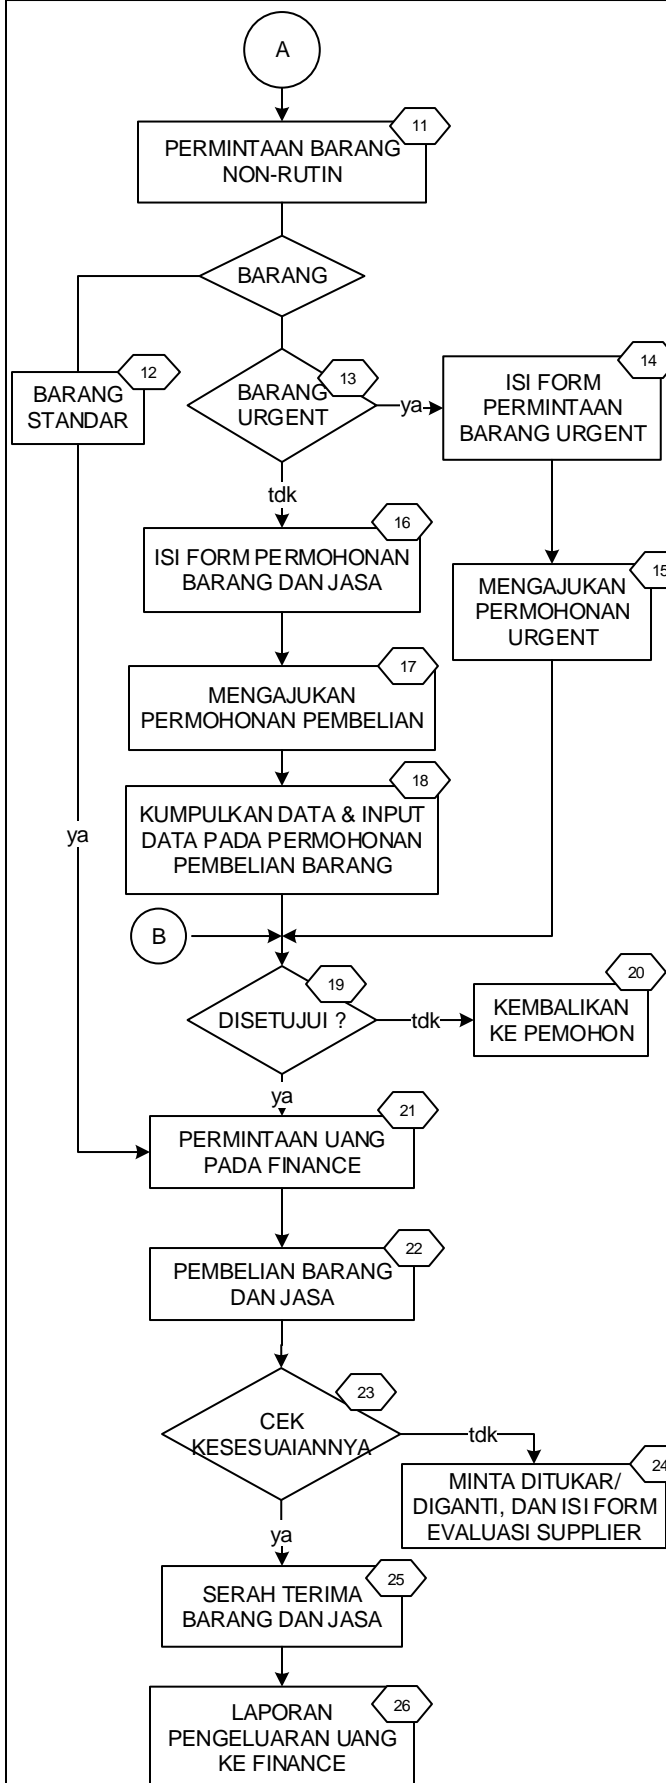 A
11
PERMINTAAN BARANG
NON-RUTIN
BARANG
12
BARANG
STANDAR
13
BARANG
URGENT
ya
14
ISI FORM
PERMINTAAN
BARANG URGENT
tdk
15
MENGAJUKAN
PERMOHONAN
URGENT
16
ISI FORM PERMOHONAN
BARANG DAN JASA
17
MENGAJUKAN
PERMOHONAN PEMBELIAN
18
KUMPULKAN DATA & INPUT
DATA PADA PERMOHONAN
PEMBELIAN BARANG
ya
B
19
DISETUJUI ?
tdk
20
KEMBALIKAN
KE PEMOHON
ya
21
PERMINTAAN UANG
PADA FINANCE
22
PEMBELIAN BARANG
DAN JASA
23
CEK
KESESUAIANNYA
tdk
24
MINTA DITUKAR/
DIGANTI, DAN ISI FORM
EVALUASI SUPPLIER
ya
25
SERAH TERIMA
BARANG DAN JASA
26
LAPORAN
PENGELUARAN UANG
KE FINANCE